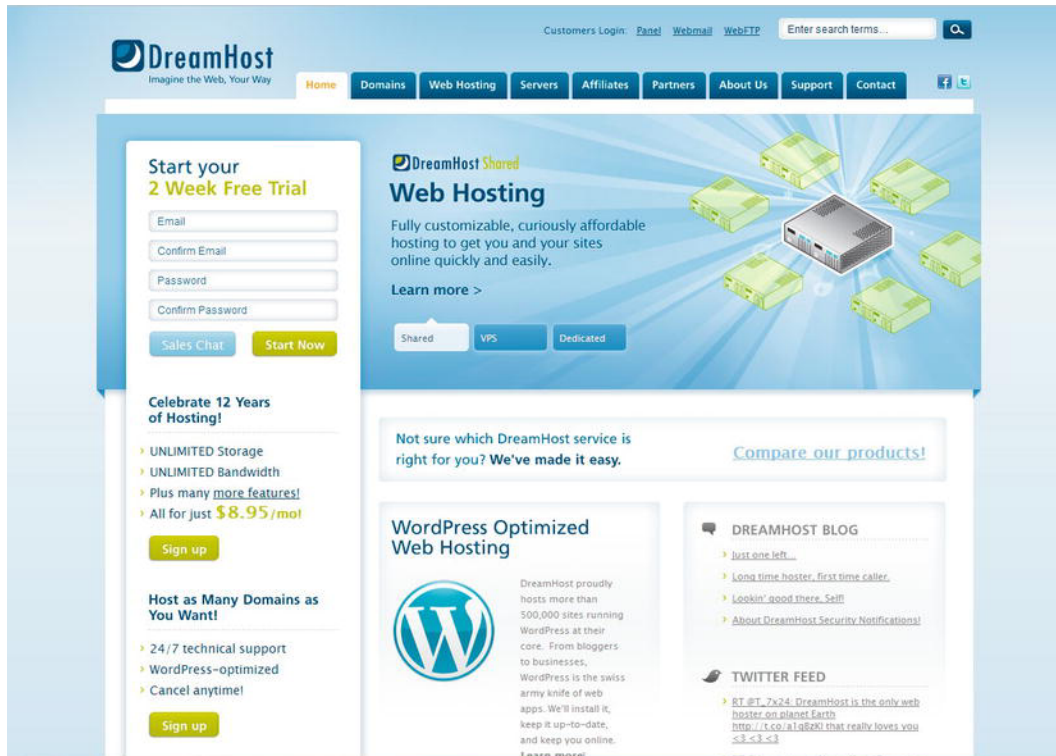 Customers Login: Panel Webmail WebFTP Enter search terms...
DreamHost
Imagine the Web, Your Way
Home Domains Web Hosting Servers Affiliates Partners About Us Support Contact
Start your
2 Week Free Trial
Email
Confirm Email
Password
Confirm Password
Sales Chat Start Now
DreamHost Shared
Web Hosting
Fully customizable, curiously affordable
hosting to get you and your sites
online quickly and easily.
Learn more >
Shared VPS Dedicated
Celebrate 12 Years
of Hosting!
UNLIMITED Storage
UNLIMITED Bandwidth
Plus many more features!
All for just $8.95/mo!
Sign up
Host as Many Domains as
You Want!
24/7 technical support
WordPress-optimized
Cancel anytime!
Sign up
Not sure which DreamHost service is
right for you? We've made it easy.
Compare our products!
WordPress Optimized
Web Hosting
DreamHost proudly
hosts more than
500,000 sites running
WordPress at their
core. From bloggers
to businesses,
WordPress is the swiss
army knife of web
apps. We'll install it,
keep it up-to-date,
and keep you online.
Learn more!
DREAMHOST BLOG
Just one left...
Long time hoster, first time caller.
Lookin' good there, Self!
About DreamHost Security Notifications!
TWITTER FEED
RT @T_7x24: DreamHost is the only web
hoster on planet Earth
http://t.co/a1q8zKI that really loves you
<3 <3 <3